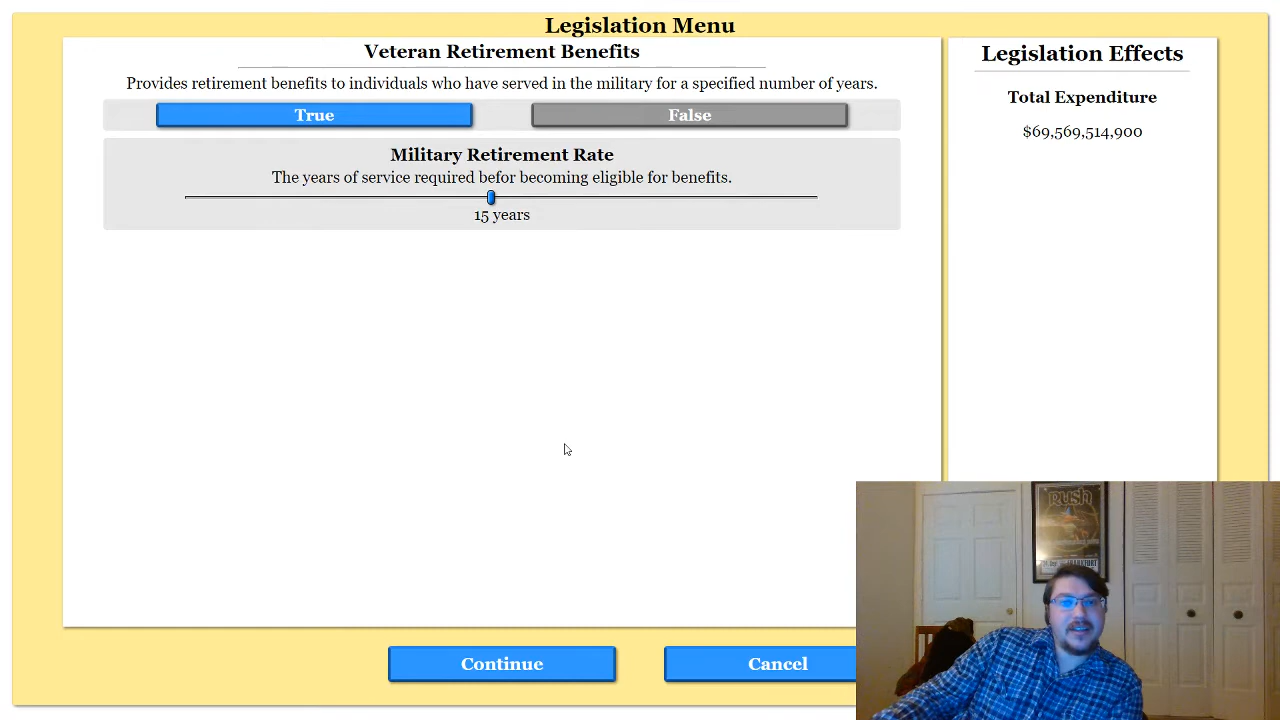 Legislation Menu
Veteran Retirement Benefits
Provides retirement benefits to individuals who have served in the military for a specified number of years.
True
False
Military Retirement Rate
The years of service required befor becoming eligible for benefits.
15 years
Continue
Cancel
Legislation Effects
Total Expenditure
$69,569,514,900
Rush
FRANKFORT